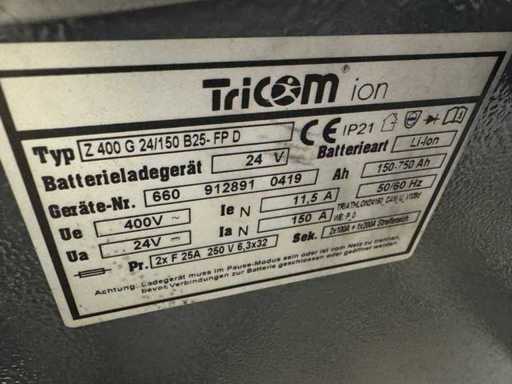 TriCOM® ion
Typ Z 400 G 24/150 B25- FP D CE IP21
Batterieladegerät 24 V Batterieart Li-Ion
Geräte-Nr. 660 912891 0419 Ah 150-750 Ah
Ue 400V ~ Ie N 11,5 A 50/60 Hz
Ua 24V Ia N 150 A
Pr. 2x F 25A 250 V 6,3x32 Sek. 2x100A + 1x200A
Achtung: Ladegerät muss im Pause-Modus sein oder ist vom Netz zu trennen,
bevor Verbindungen zur Batterie geschlossen oder geöffnet werden!